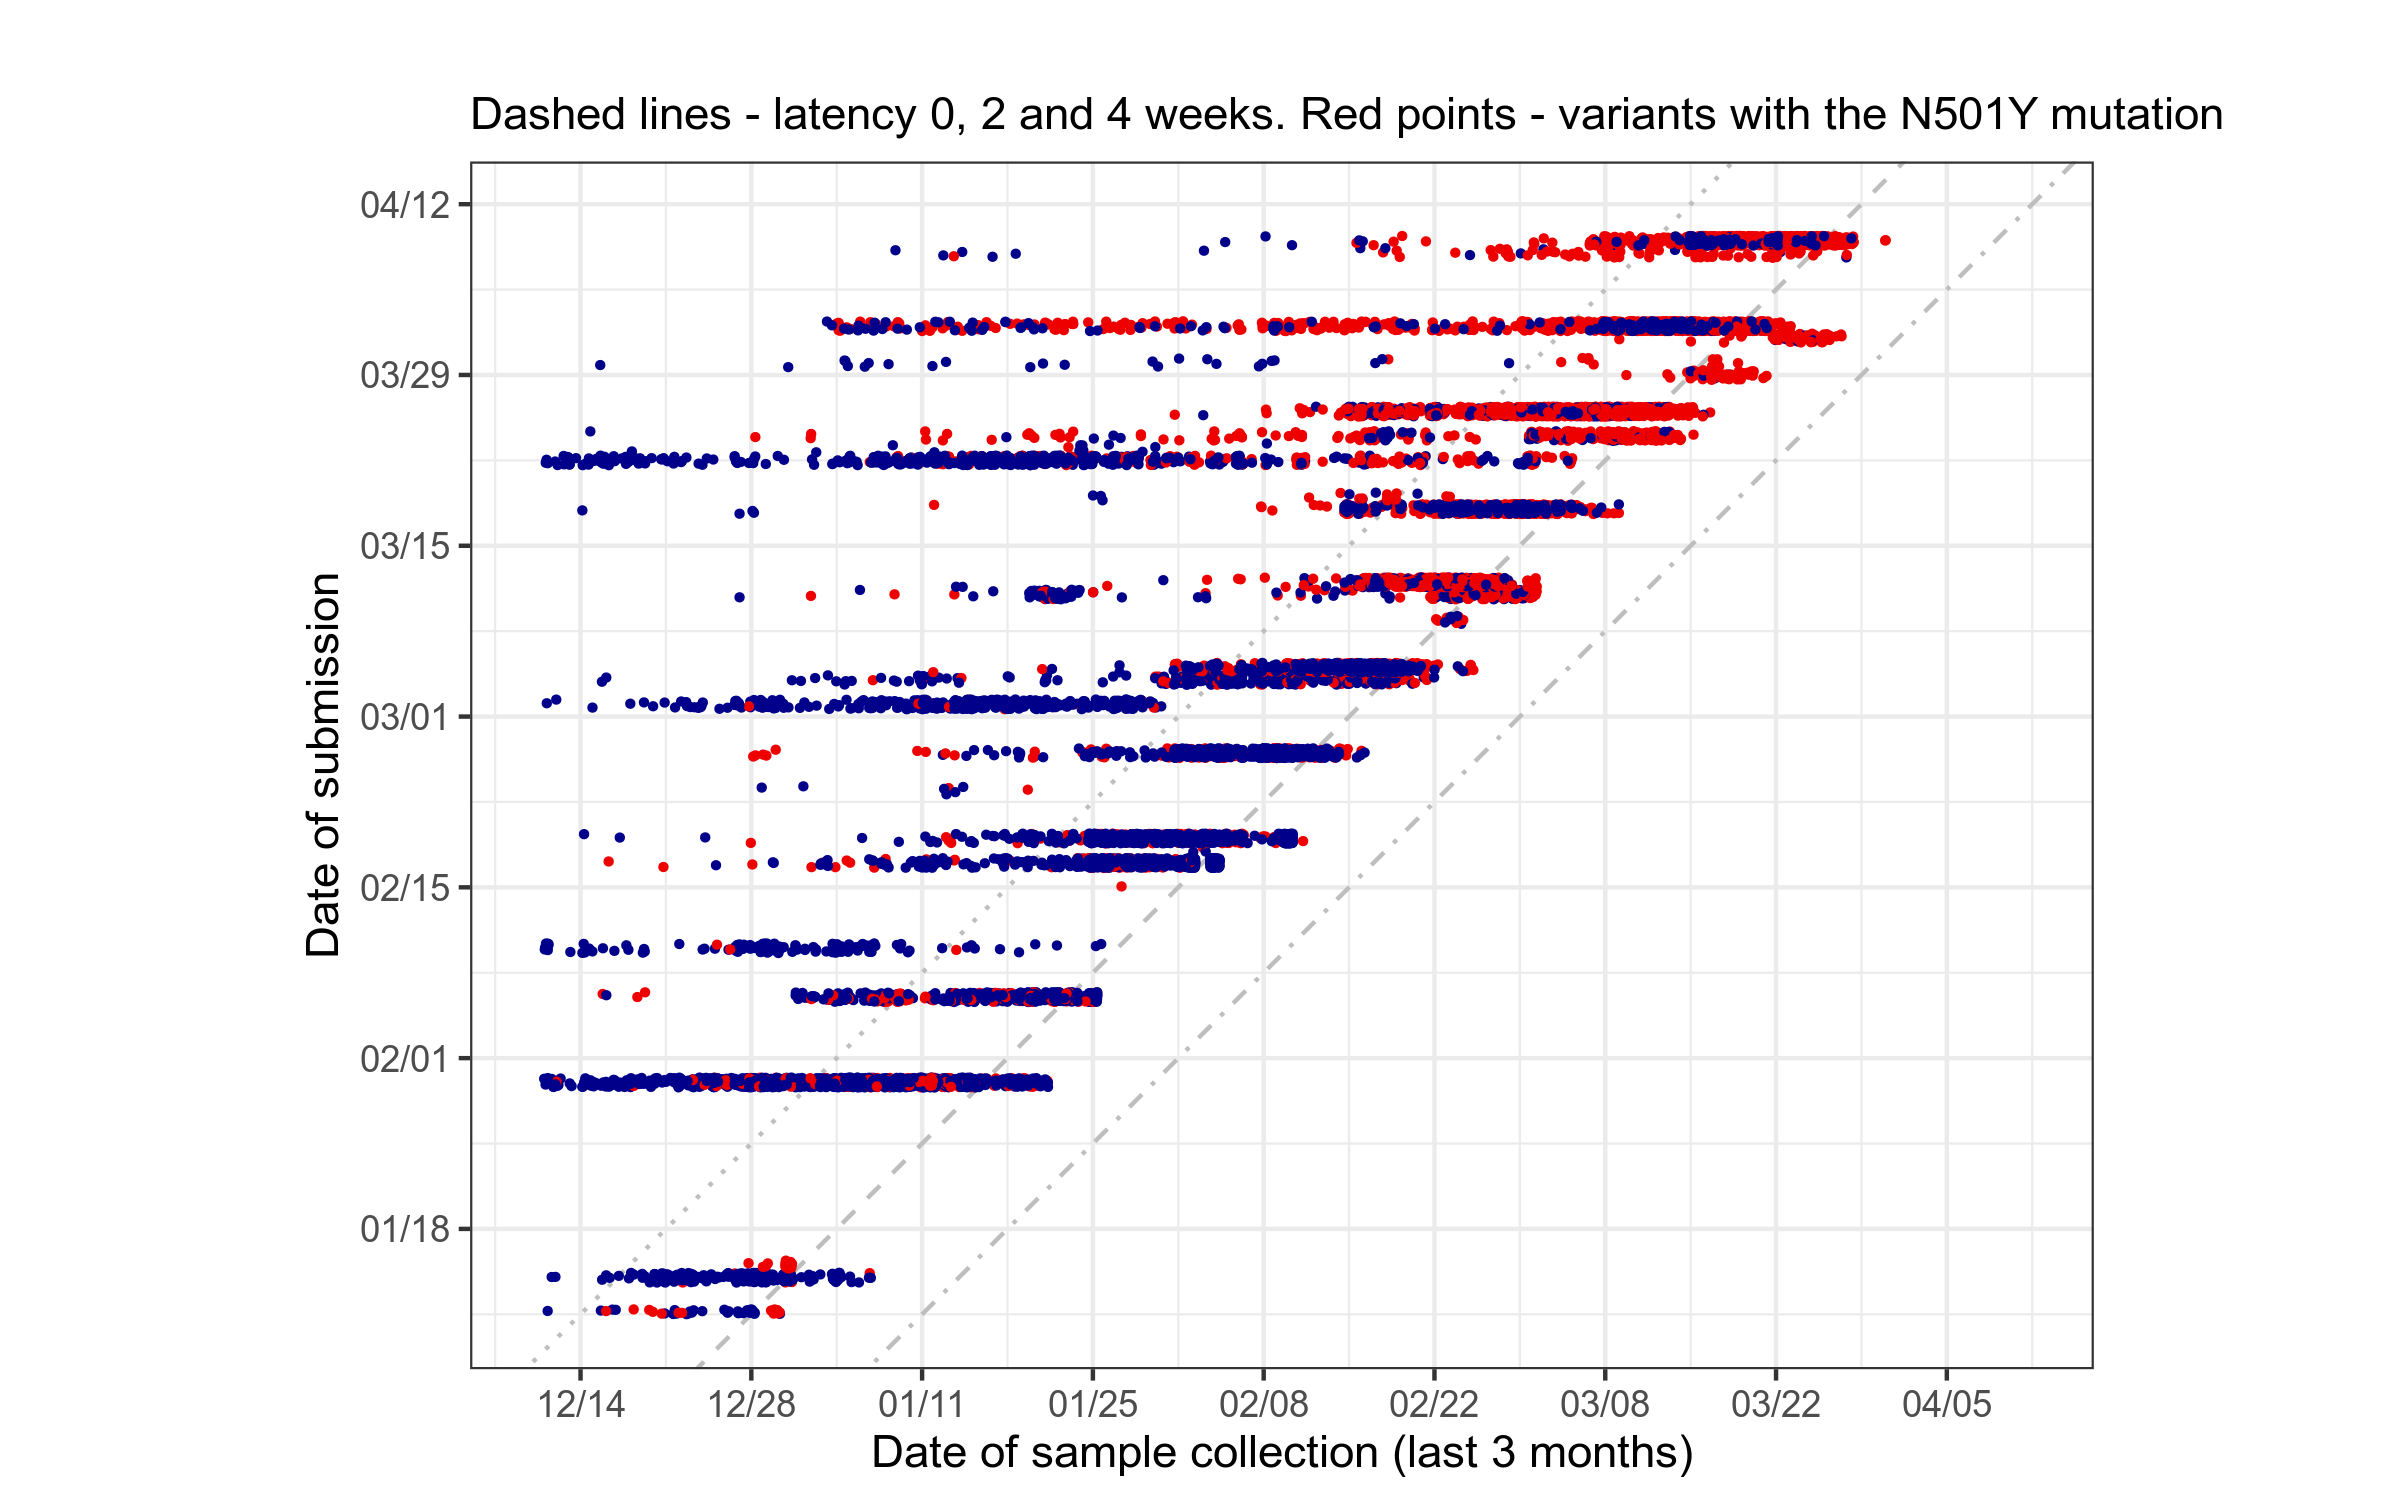 Dashed lines - latency 0, 2 and 4 weeks. Red points - variants with the N501Y mutation
04/12
03/29
03/15
03/01
02/15
02/01
01/18
Date of submission
12/14 12/28 01/11 01/25 02/08 02/22 03/08 03/22 04/05
Date of sample collection (last 3 months)